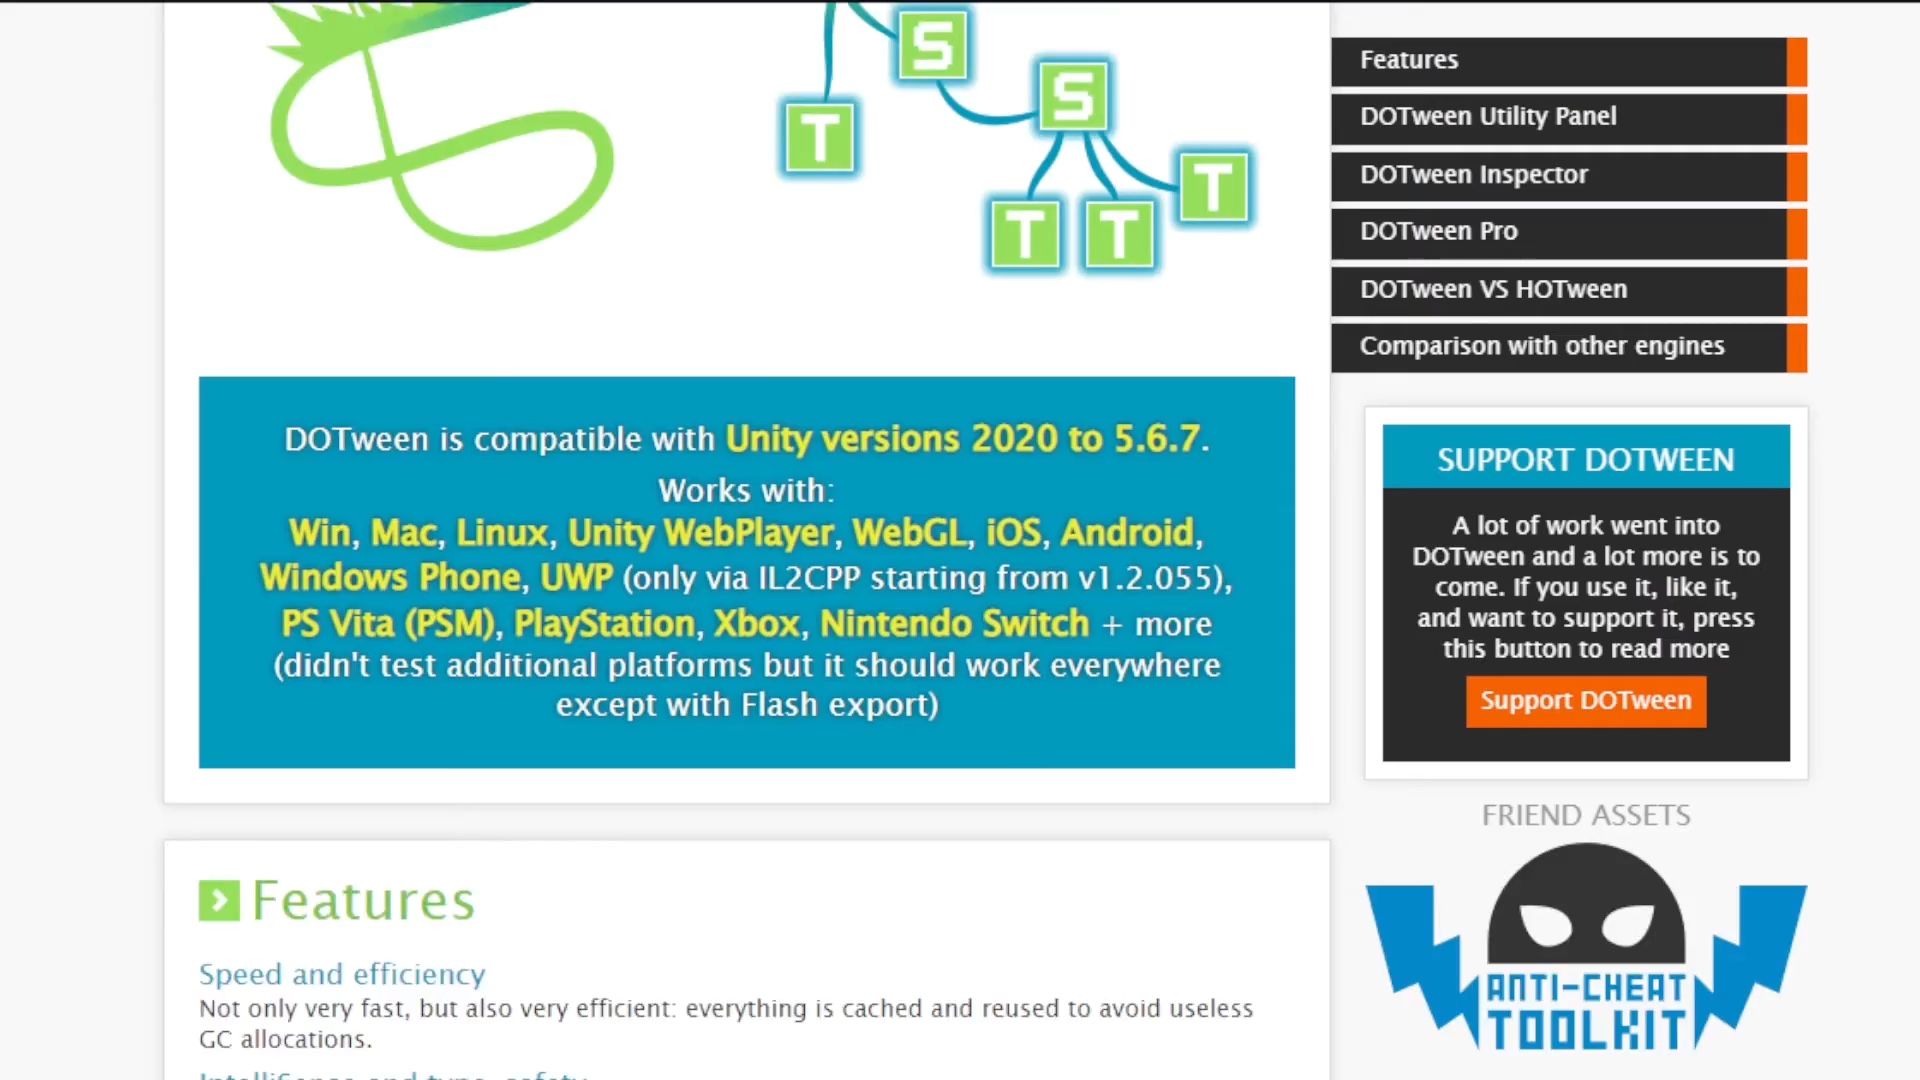 S
S
T
T
T
T
DOTween is compatible with Unity versions 2020 to 5.6.7.
Works with:
Win, Mac, Linux, Unity WebPlayer, WebGL, iOS, Android,
Windows Phone, UWP (only via IL2CPP starting from v1.2.055),
PS Vita (PSM), PlayStation, Xbox, Nintendo Switch + more
(didn't test additional platforms but it should work everywhere
except with Flash export)
Features
Speed and efficiency
Not only very fast, but also very efficient: everything is cached and reused to avoid useless
GC allocations.
IntelliSense and type-safety
Features
DOTween Utility Panel
DOTween Inspector
DOTween Pro
DOTween VS HOTween
Comparison with other engines
SUPPORT DOTWEEN
A lot of work went into
DOTween and a lot more is to
come. If you use it, like it,
and want to support it, press
this button to read more
Support DOTween
FRIEND ASSETS
ANTI-CHEAT
TOOLKIT